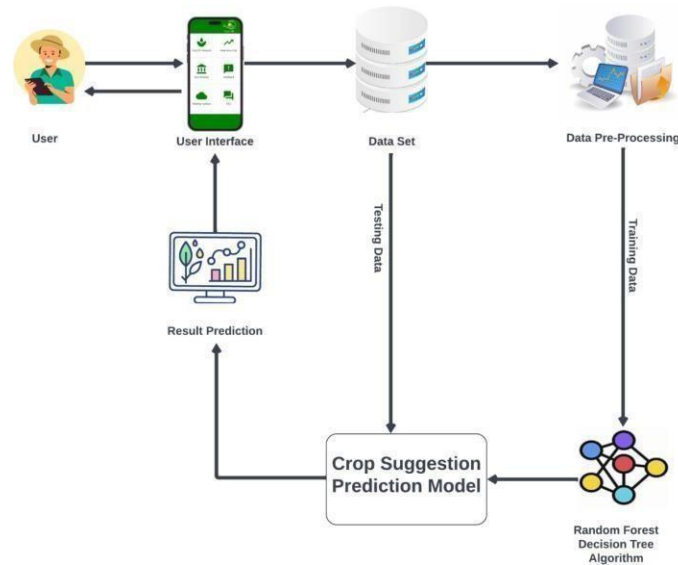 User
User Interface
Data Set
Data Pre-Processing
Testing Data
Training Data
Result Prediction
Crop Suggestion
Prediction Model
Random Forest
Decision Tree
Algorithm